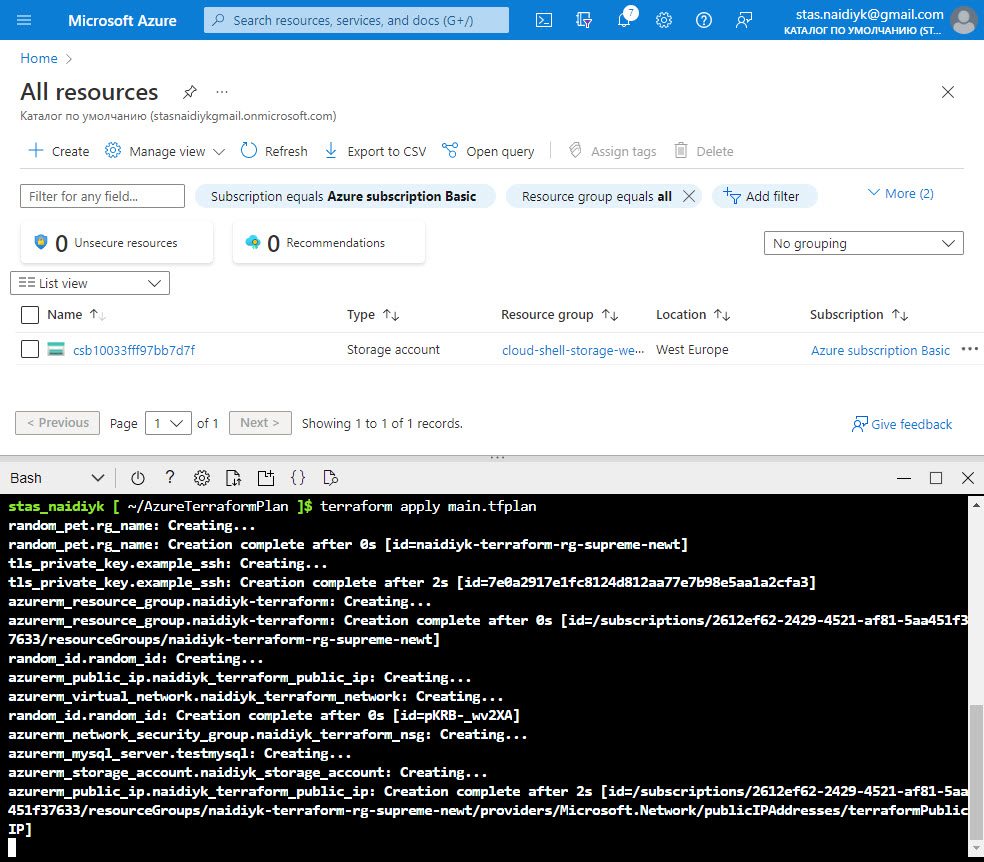 Microsoft Azure
Search resources, services, and docs (G+/)
7
stas.naidiyk@gmail.com
КАТАЛОГ ПО УМОЛЧАНИЮ (ST...
Home >
All resources
...
Каталог по умолчанию (stasnaidiykgmail.onmicrosoft.com)
Create Manage view Refresh Export to CSV Open query Assign tags Delete
Filter for any field... Subscription equals Azure subscription Basic Resource group equals all Add filter More (2)
0 Unsecure resources 0 Recommendations No grouping
List view
Name Type Resource group Location Subscription
csb10033fff97bb7d7f Storage account cloud-shell-storage-we... West Europe Azure subscription Basic ...
< Previous Page 1 of 1 Next > Showing 1 to 1 of 1 records. Give feedback
Bash ? {}
stas_naidiyk [ ~/AzureTerraformPlan ]$ terraform apply main.tfplan
random_pet.rg_name: Creating...
random_pet.rg_name: Creation complete after 0s [id=naidiyk-terraform-rg-supreme-newt]
tls_private_key.example_ssh: Creating...
tls_private_key.example_ssh: Creation complete after 2s [id=7e0a2917e1fc8124d812aa77e7b98e5aa1a2cfa3]
azurerm_resource_group.naidiyk-terraform: Creating...
azurerm_resource_group.naidiyk-terraform: Creation complete after 0s [id=/subscriptions/2612ef62-2429-4521-af81-5aa451f3
7633/resourceGroups/naidiyk-terraform-rg-supreme-newt]
random_id.random_id: Creating...
azurerm_public_ip.naidiyk_terraform_public_ip: Creating...
azurerm_virtual_network.naidiyk_terraform_network: Creating...
random_id.random_id: Creation complete after 0s [id=pKRB-_wv2XA]
azurerm_network_security_group.naidiyk_terraform_nsg: Creating...
azurerm_mysql_server.testmysql: Creating...
azurerm_storage_account.naidiyk_storage_account: Creating...
azurerm_public_ip.naidiyk_terraform_public_ip: Creation complete after 2s [id=/subscriptions/2612ef62-2429-4521-af81-5aa
451f37633/resourceGroups/naidiyk-terraform-rg-supreme-newt/providers/Microsoft.Network/publicIPAddresses/terraformPublic
IP]